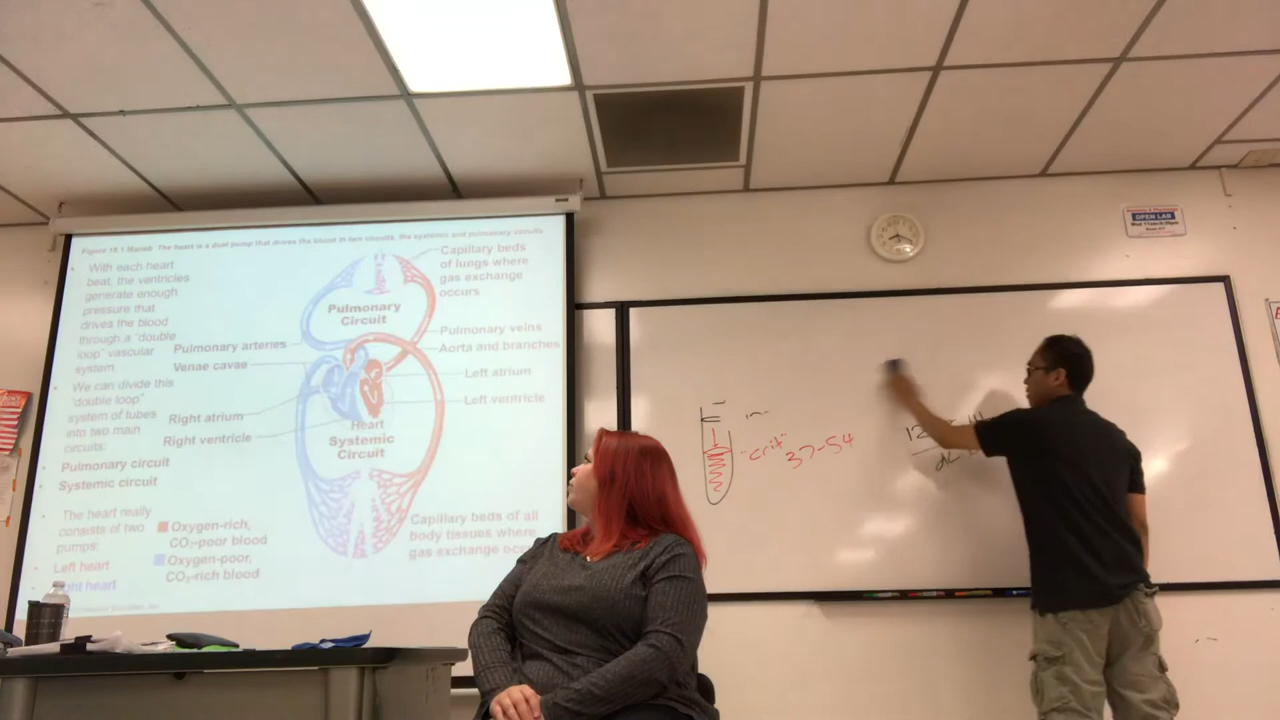 Figure 18.1 Marieb The heart is a dual pump that drives the blood in two circuits, the systemic and pulmonary circuits
With each heart
beat, the ventricles
generate enough
pressure that
drives the blood
through a "double
loop" vascular
system
We can divide this
"double loop"
system of tubes
into two main
circuits:
Pulmonary circuit
Systemic circuit
The heart really
consists of two
pumps:
Left heart
ht heart
Capillary beds
of lungs where
gas exchange
occurs
Pulmonary
Circuit
Pulmonary arteries
Venae cavae
Pulmonary veins
Aorta and branches
Left atrium
Left ventricle
Right atrium
Right ventricle
Heart
Systemic
Circuit
Oxygen-rich,
CO₂-poor blood
Oxygen-poor,
CO₂-rich blood
Capillary beds of all
body tissues where
gas exchange occ
"crit" 37-54
12
dL
OPEN LAB